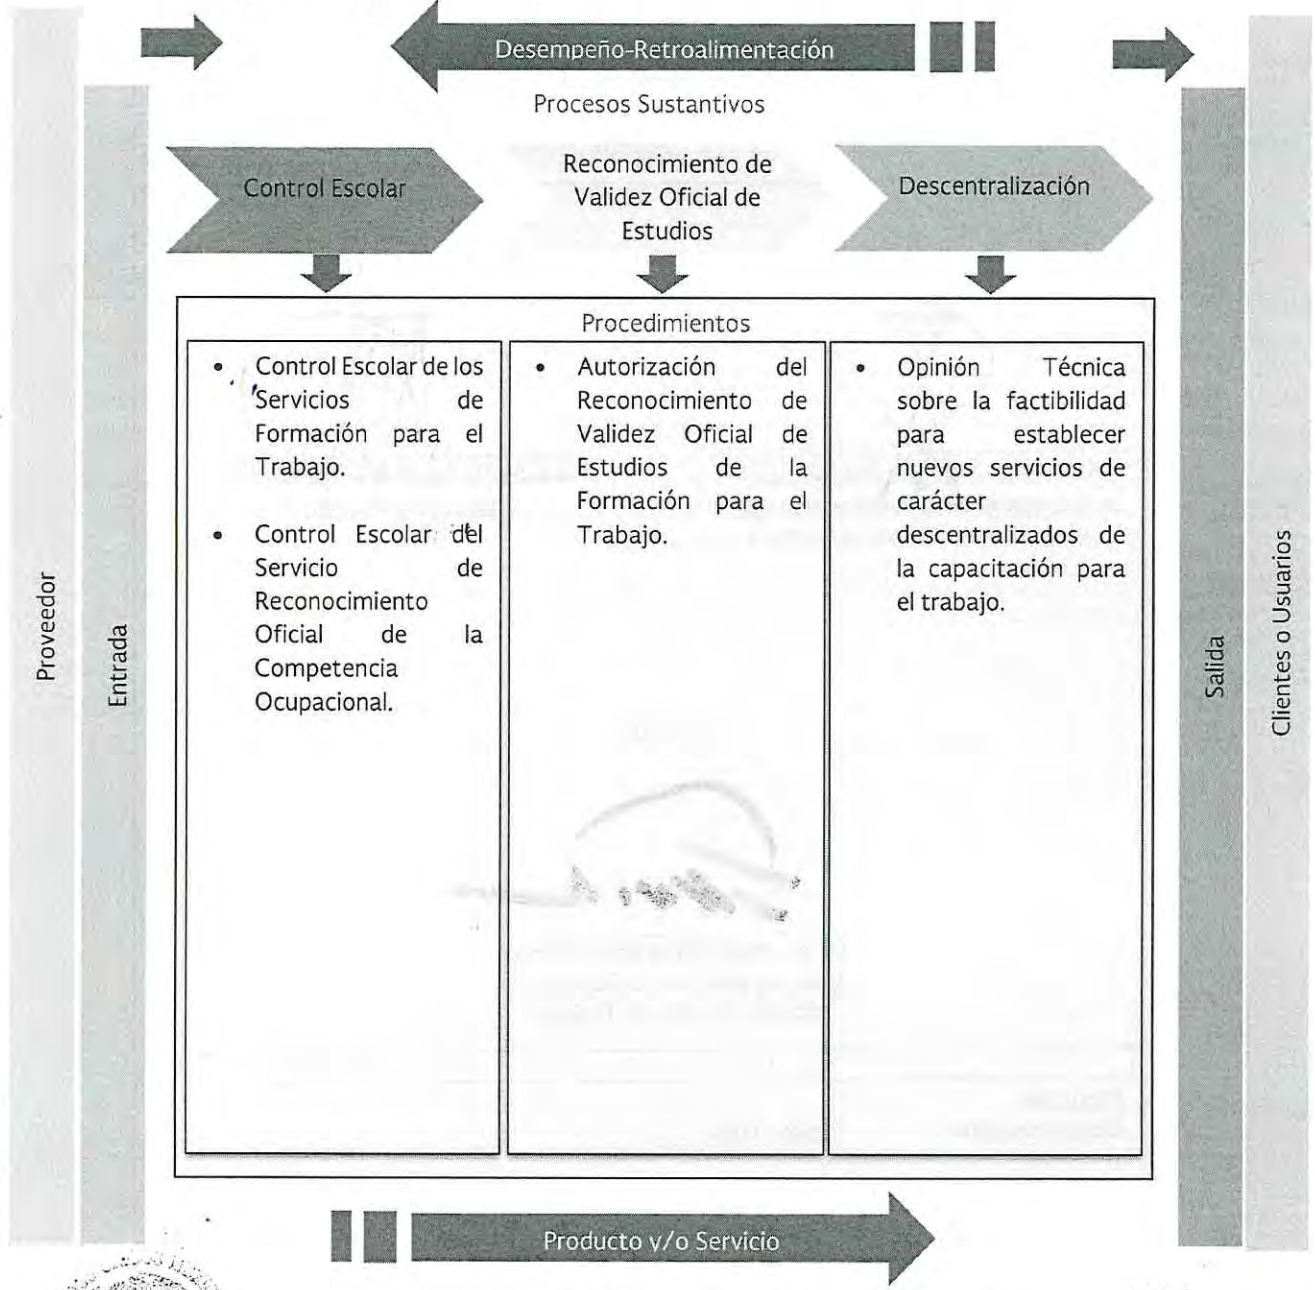 Desempeño-Retroalimentación
Procesos Sustantivos
Control Escolar
Reconocimiento de
Validez Oficial de
Estudios
Descentralización
Procedimientos
• Control Escolar de los
Servicios de
Formación para el
Trabajo.
• Control Escolar del
Servicio de
Reconocimiento
Oficial de la
Competencia
Ocupacional.
• Autorización del
Reconocimiento de
Validez Oficial de
Estudios de la
Formación para el
Trabajo.
• Opinión Técnica
sobre la factibilidad
para establecer
nuevos servicios de
carácter
descentralizados de
la capacitación para
el trabajo.
Proveedor
Entrada
Salida
Clientes o Usuarios
Producto y/o Servicio